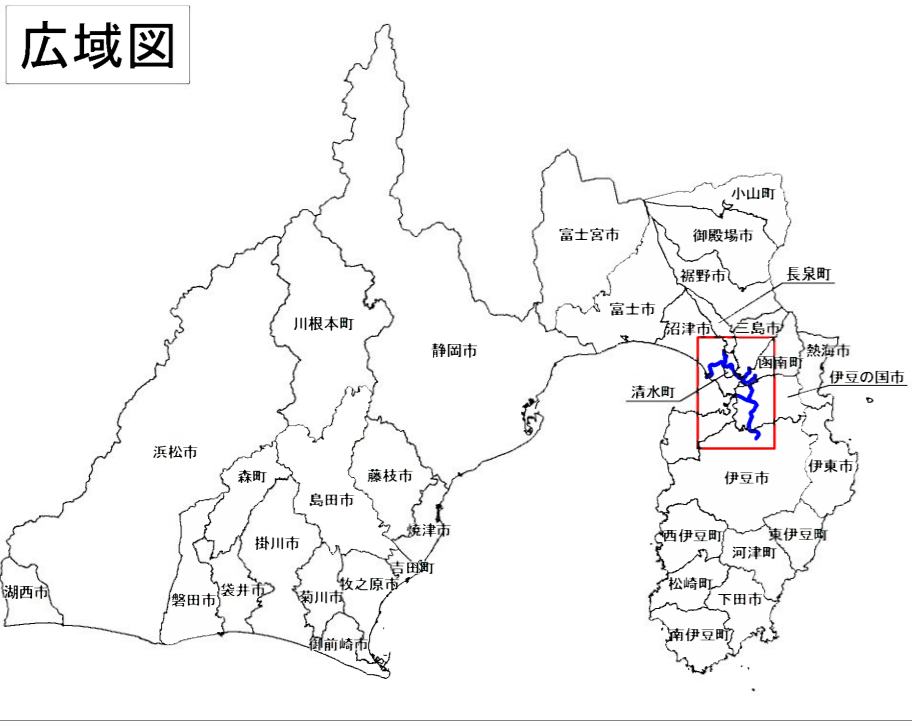 広域図
小山町
富士宮市
御殿場市
裾野市
長泉町
富士市
川根本町
沼津市
三島市
静岡市
熱海市
函南町
伊豆の国市
清水町
浜松市
伊東市
森町
藤枝市
伊豆市
島田市
焼津市
西伊豆町
東伊豆町
掛川市
河津町
吉田町
湖西市
袋井市
牧之原市
松崎町
磐田市
菊川市
下田市
南伊豆町
御前崎市